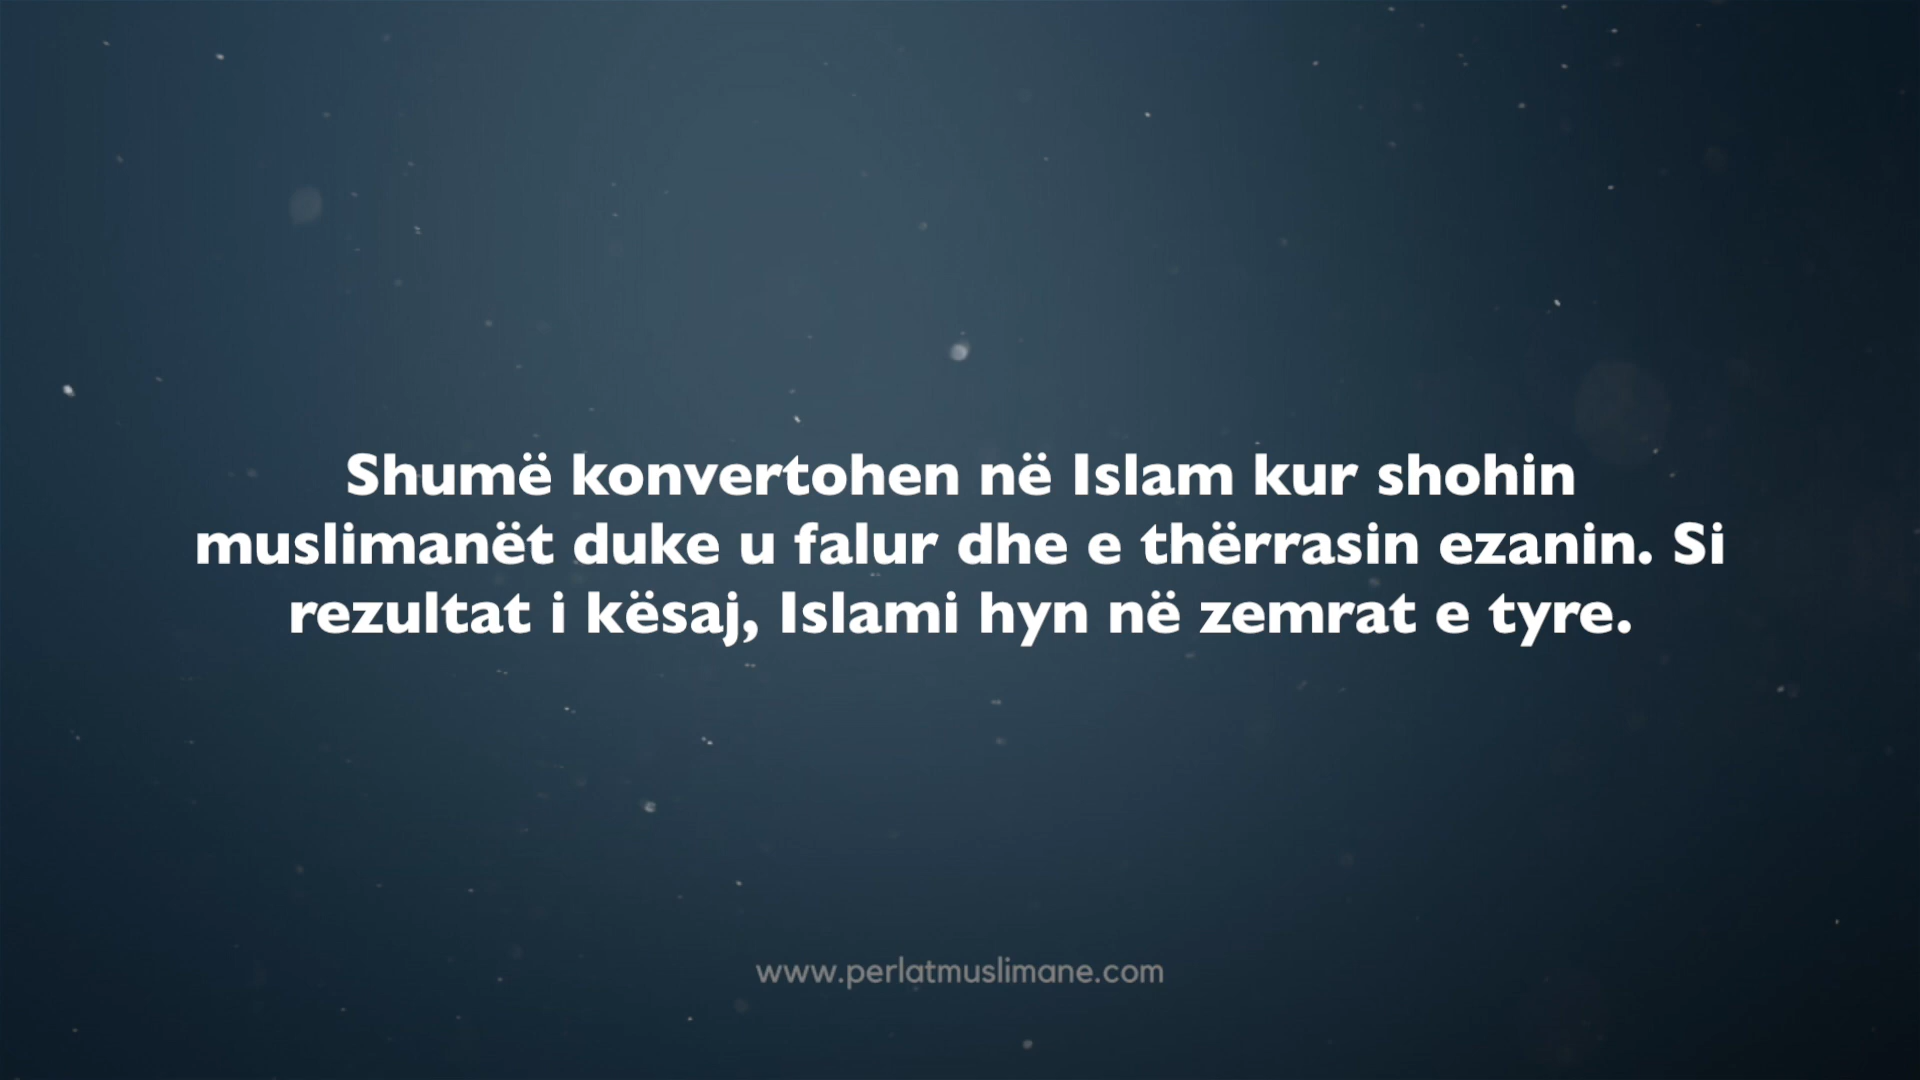 Shumë konvertohen në Islam kur shohin
muslimanët duke u falur dhe e thërrasin ezanin. Si
rezultat i kësaj, Islami hyn në zemrat e tyre.
www.perlatmuslimane.com